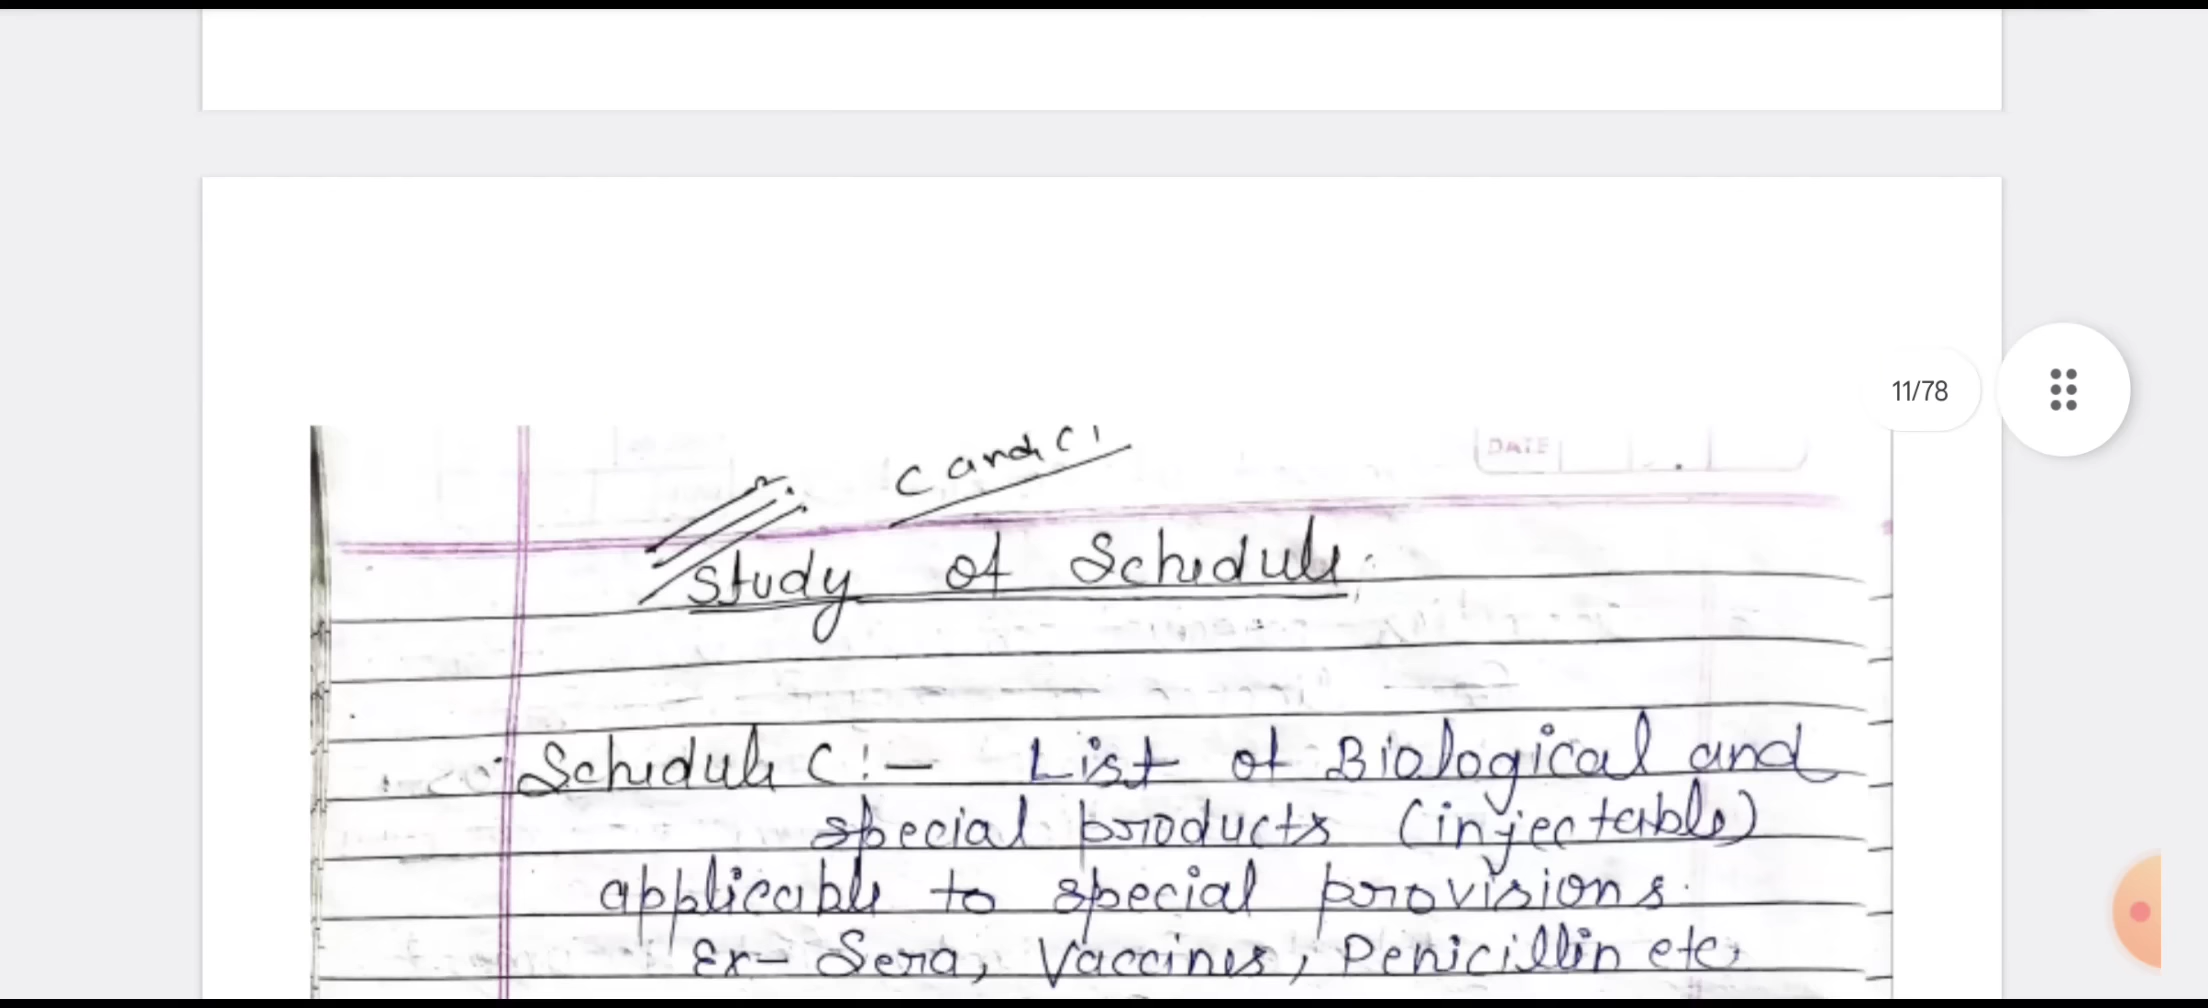 11/78
DATE
C and C1
Study of Schedule
Schedule C:- List of Biological and
special products (injectable)
applicable to special provisions.
Ex- Sera, Vaccines, Penicillin etc.